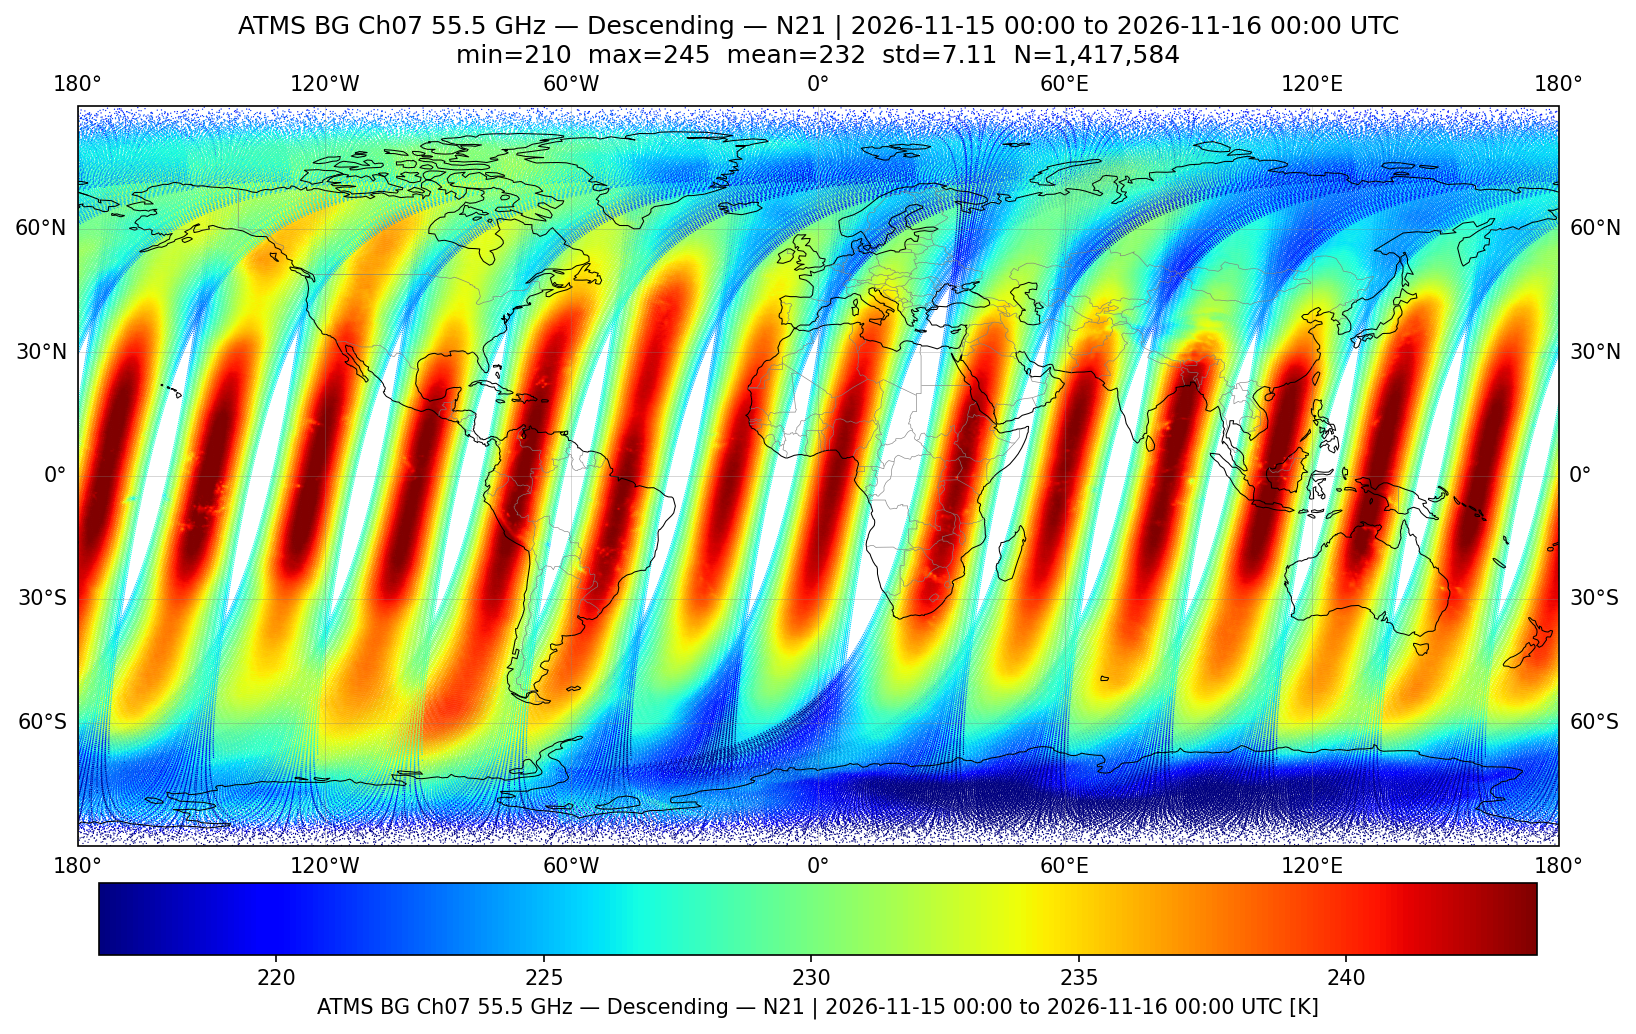 ATMS BG Ch07 55.5 GHz — Descending — N21 | 2026-11-15 00:00 to 2026-11-16 00:00 UTC
min=210 max=245 mean=232 std=7.11 N=1,417,584
180° 120°W 60°W 0° 60°E 120°E 180°
60°N 60°N
30°N 30°N
0° 0°
30°S 30°S
60°S 60°S
180° 120°W 60°W 0° 60°E 120°E 180°
220 225 230 235 240
ATMS BG Ch07 55.5 GHz — Descending — N21 | 2026-11-15 00:00 to 2026-11-16 00:00 UTC [K]